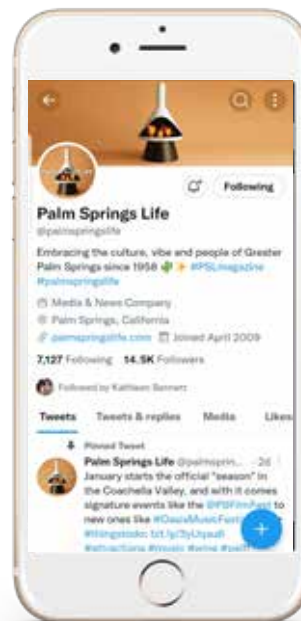 Following
Palm Springs Life
@palmspringslife
Embracing the culture, vibe and people of Greater
Palm Springs since 1958 🌵 ☀️ #PSLmagazine
#palmspringslife
Media & News Company
Palm Springs, California
palmspringslife.com Joined April 2009
7,127 Following 14.5K Followers
Followed by Kathleen Bennett
Tweets Tweets & replies Media Likes
Pinned Tweet
Palm Springs Life @palmsprin... · 2d
January starts the official "season" in
the Coachella Valley, and with it comes
signature events like the @PSFilmFest to
new ones like #OasisMusicFest
#thingstodo: bit.ly/
#attractions #music #wine